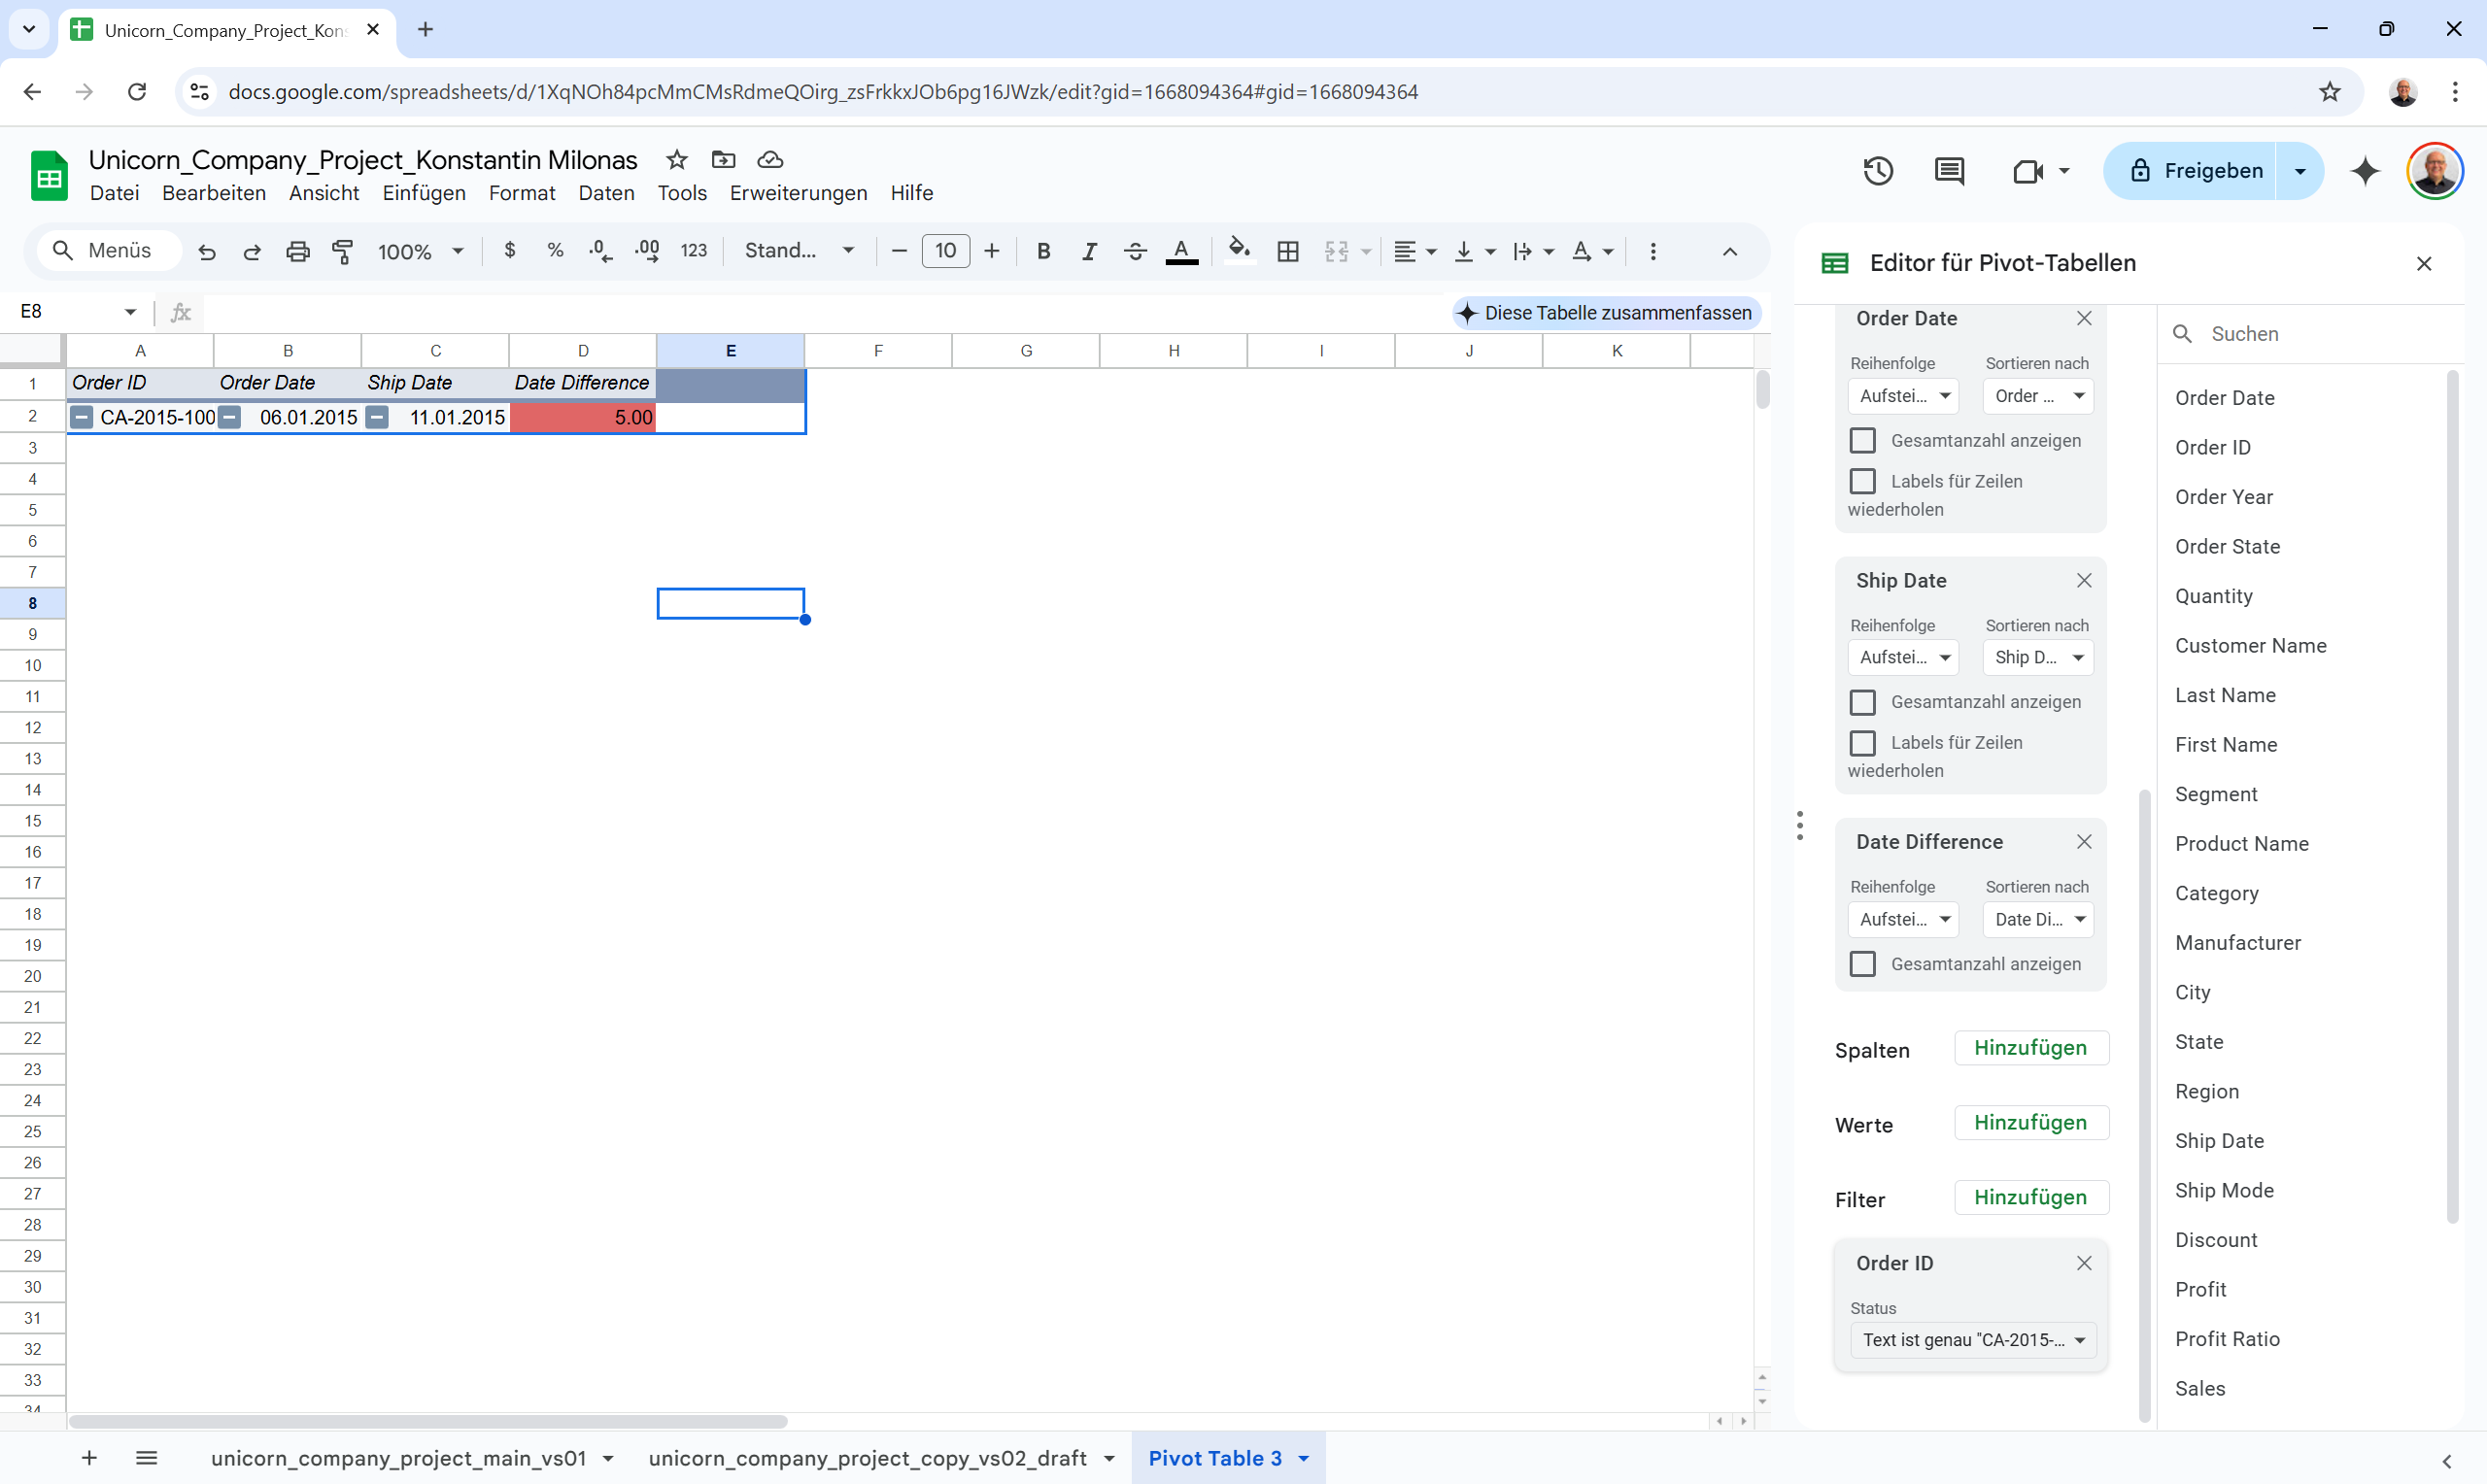 Unicorn_Company_Project_Kon
docs.google.com/spreadsheets/d/1XqNOh84pcMmCMsRdmeQOirg_zsFrkkxJOb6pg16JWzk/edit?gid=1668094364#gid=1668094364
Unicorn_Company_Project_Konstantin Milonas
Datei Bearbeiten Ansicht Einfügen Format Daten Tools Erweiterungen Hilfe
Freigeben
Menüs 100% $ % .0 .00 123 Stand... 10 B I S A
Editor für Pivot-Tabellen
E8 fx Diese Tabelle zusammenfassen
A B C D E F G H I J K
1 Order ID Order Date Ship Date Date Difference
2 CA-2015-100 06.01.2015 11.01.2015 5.00
3
4
5
6
7
8
9
10
11
12
13
14
15
16
17
18
19
20
21
22
23
24
25
26
27
28
29
30
31
32
33
34
Order Date
Reihenfolge Sortieren nach
Aufstei... Order ...
Gesamtanzahl anzeigen
Labels für Zeilen
wiederholen
Ship Date
Reihenfolge Sortieren nach
Aufstei... Ship D...
Gesamtanzahl anzeigen
Labels für Zeilen
wiederholen
Date Difference
Reihenfolge Sortieren nach
Aufstei... Date Di...
Gesamtanzahl anzeigen
Spalten Hinzufügen
Werte Hinzufügen
Filter Hinzufügen
Order ID
Status
Text ist genau "CA-2015-...
Suchen
Order Date
Order ID
Order Year
Order State
Quantity
Customer Name
Last Name
First Name
Segment
Product Name
Category
Manufacturer
City
State
Region
Ship Date
Ship Mode
Discount
Profit
Profit Ratio
Sales
unicorn_company_project_main_vs01 unicorn_company_project_copy_vs02_draft Pivot Table 3